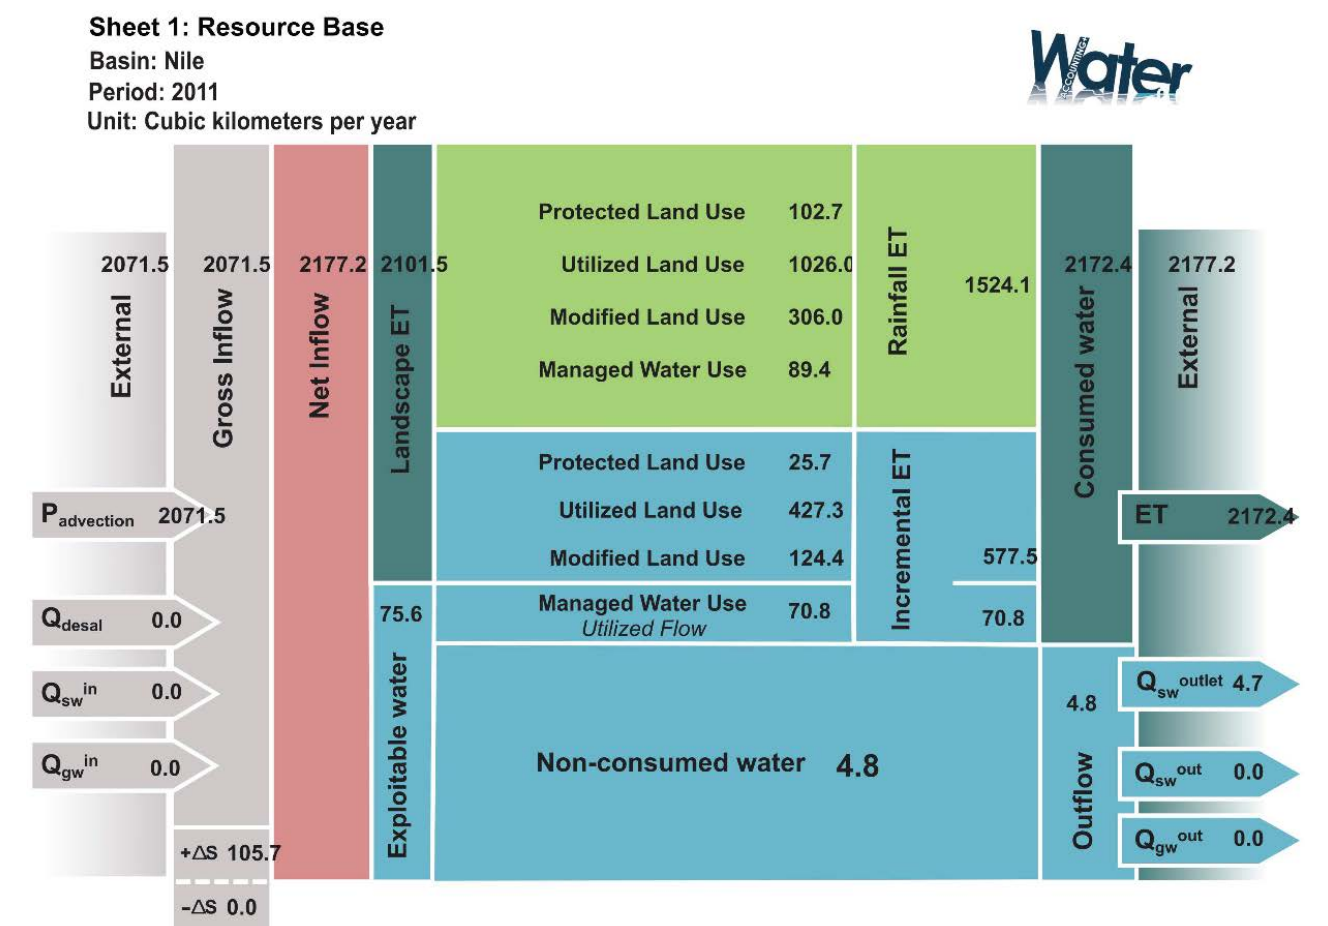 Sheet 1: Resource Base
Basin: Nile
Period: 2011
Unit: Cubic kilometers per year
Water
ACCOUNTING+
2071.5
External
2071.5
Gross Inflow
2177.2
Net Inflow
2101.5
Landscape ET
Protected Land Use 102.7
Utilized Land Use 1026.0
Modified Land Use 306.0
Managed Water Use 89.4
Rainfall ET
1524.1
2172.4
Consumed water
2177.2
External
Protected Land Use 25.7
Utilized Land Use 427.3
Modified Land Use 124.4
Managed Water Use 70.8
Utilized Flow
Incremental ET
577.5
70.8
Padvection 2071.5
Qdesal 0.0
Qswin 0.0
Qgwin 0.0
+ΔS 105.7
-ΔS 0.0
75.6
Exploitable water
Non-consumed water 4.8
4.8
Outflow
ET 2172.4
Qswoutlet 4.7
Qswout 0.0
Qgwout 0.0